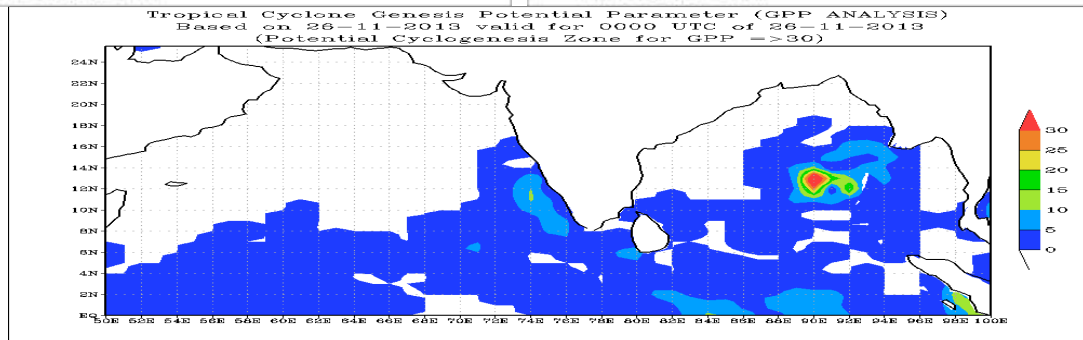 Tropical Cyclone Genesis Potential Parameter (GPP ANALYSIS)
Based on 26-11-2013 valid for 0000 UTC of 26-11-2013
(Potential Cyclogenesis Zone for GPP =>30)
24N
22N
20N
18N
16N
14N
12N
10N
8N
6N
4N
2N
EQ
50E 52E 54E 56E 58E 60E 62E 64E 66E 68E 70E 72E 74E 76E 78E 80E 82E 84E 86E 88E 90E 92E 94E 96E 98E 100E
30
25
20
15
10
5
0